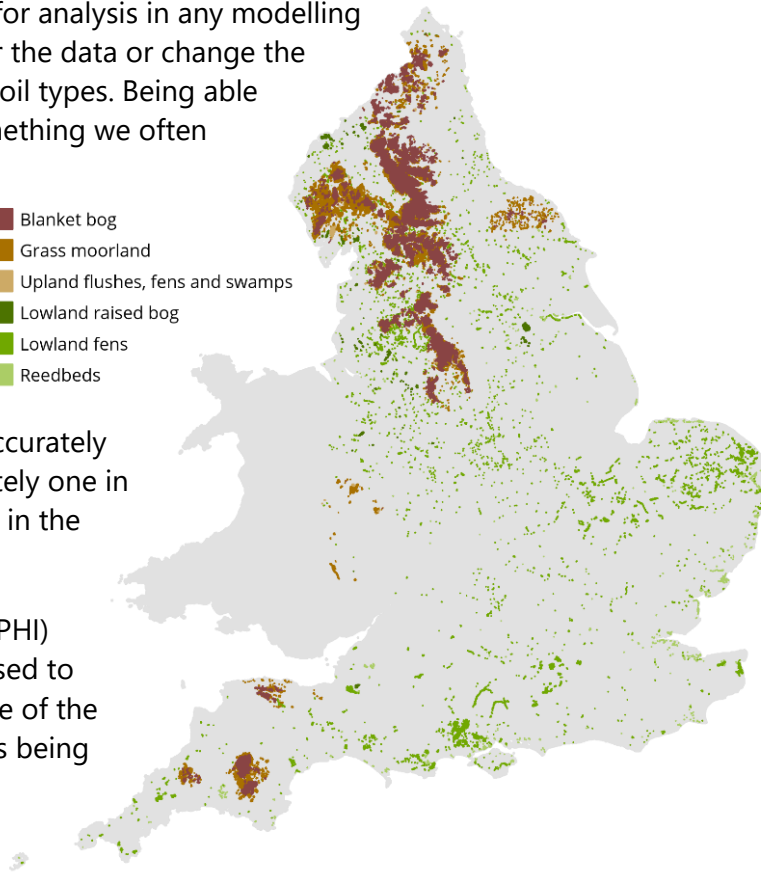 for analysis in any modelling
r the data or change the
oil types. Being able
nething we often
Blanket bog
Grass moorland
Upland flushes, fens and swamps
Lowland raised bog
Lowland fens
Reedbeds
ccurately
tely one in
in the
PHI)
sed to
e of the
s being